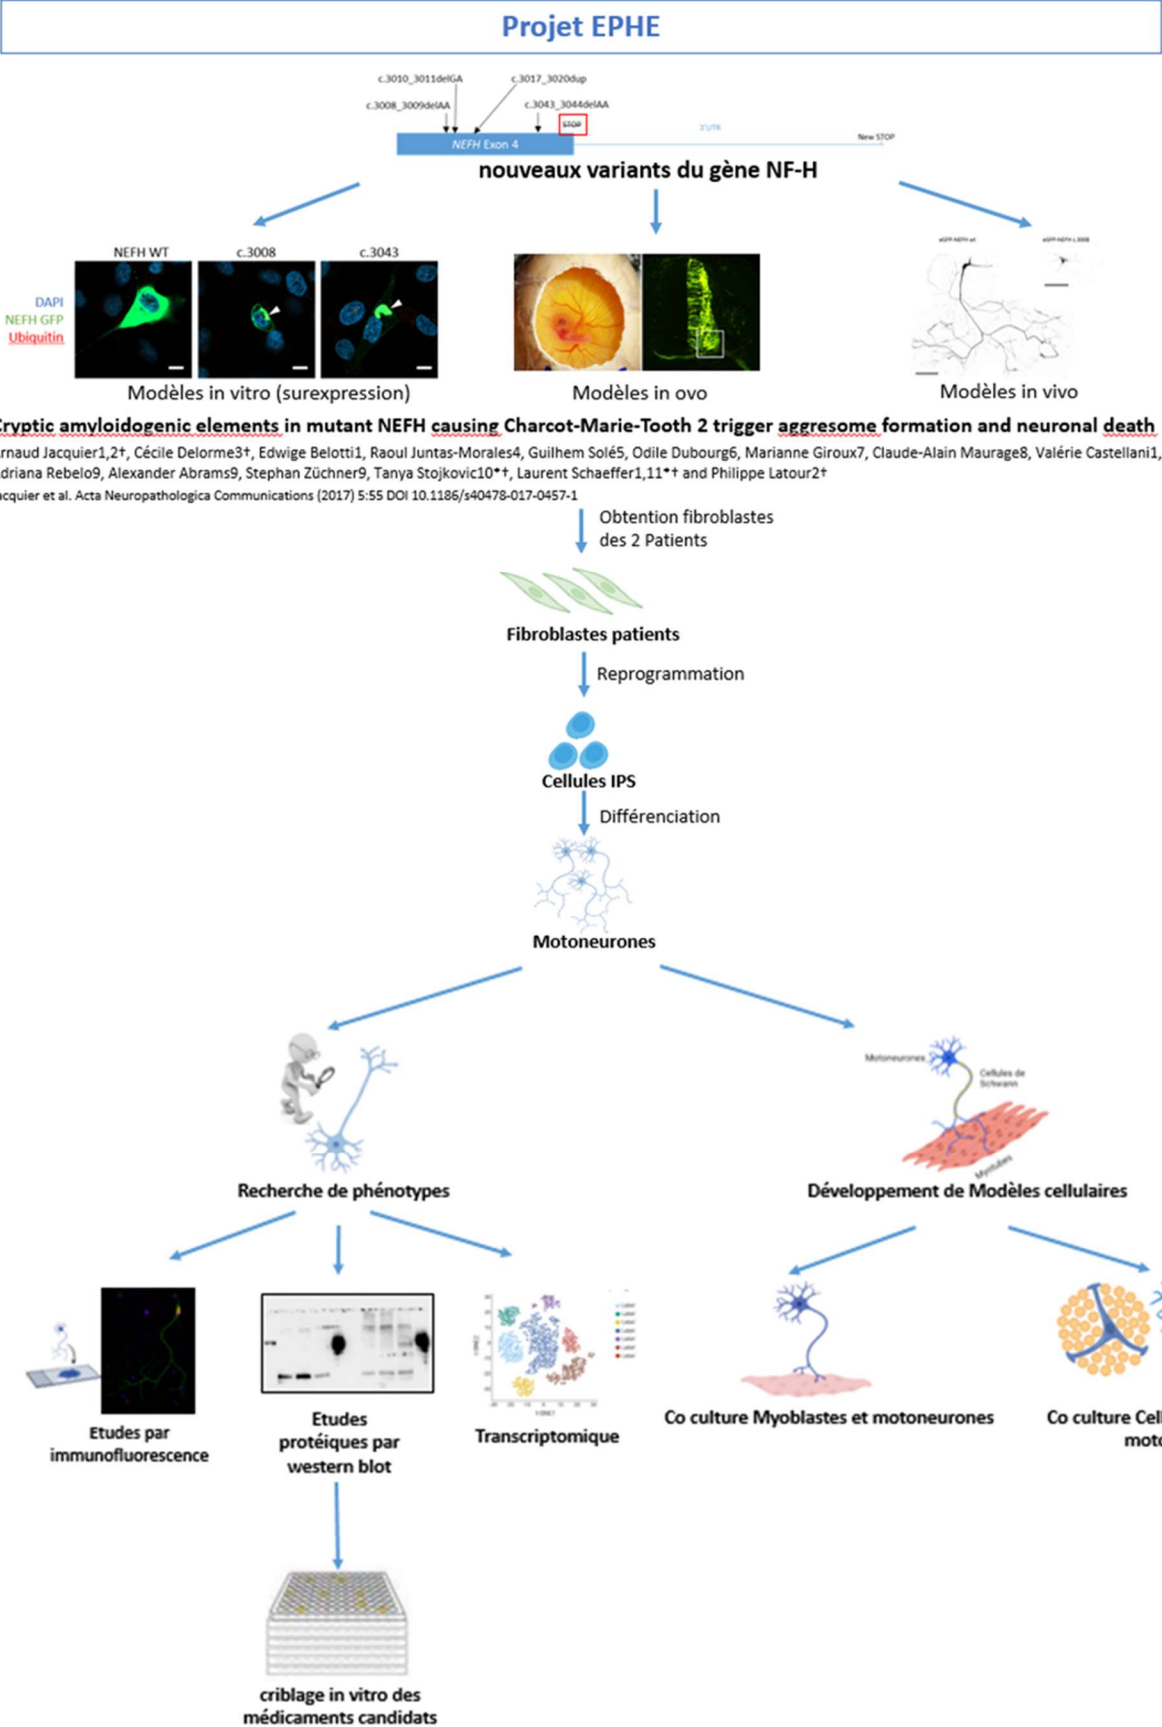 Projet EPHE
c.3010_3011delGA
c.3017_3020dup
c.3008_3009delAA
c.3043_3044delAA
STOP
3'UTR
New STOP
NEFH Exon 4
nouveaux variants du gène NF-H
NEFH WT
c.3008
c.3043
eGFP-NEFH wt
eGFP-NEFH c.3008
DAPI
NEFH GFP
Ubiquitin
Modèles in vitro (surexpression)
Modèles in ovo
Modèles in vivo
Cryptic amyloidogenic elements in mutant NEFH causing Charcot-Marie-Tooth 2 trigger aggresome formation and neuronal death
rnaud Jacquier1,2†, Cécile Delorme3†, Edwige Belotti1, Raoul Juntas-Morales4, Guilhem Solé5, Odile Dubourg6, Marianne Giroux7, Claude-Alain Maurage8, Valérie Castellani1,
driana Rebelo9, Alexander Abrams9, Stephan Züchner9, Tanya Stojkovic10*†, Laurent Schaeffer1,11*† and Philippe Latour2†
acquier et al. Acta Neuropathologica Communications (2017) 5:55 DOI 10.1186/s40478-017-0457-1
Obtention fibroblastes
des 2 Patients
Fibroblastes patients
Reprogrammation
Cellules IPS
Différenciation
Motoneurones
Motoneurones
Cellules de
Schwann
Myotubes
Recherche de phénotypes
Développement de Modèles cellulaires
Etudes par
immunofluorescence
Etudes
protéiques par
western blot
Transcriptomique
Co culture Myoblastes et motoneurones
Co culture Cel
moto
criblage in vitro des
médicaments candidats